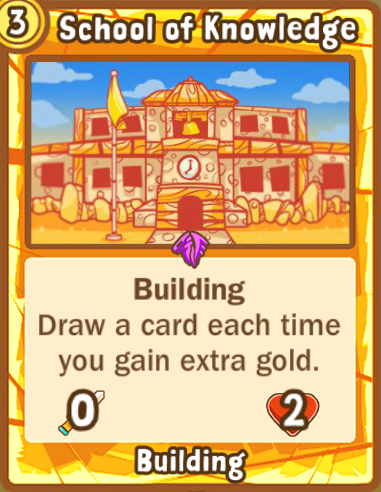 3
School of Knowledge
Building
Draw a card each time
you gain extra gold.
0
2
Building